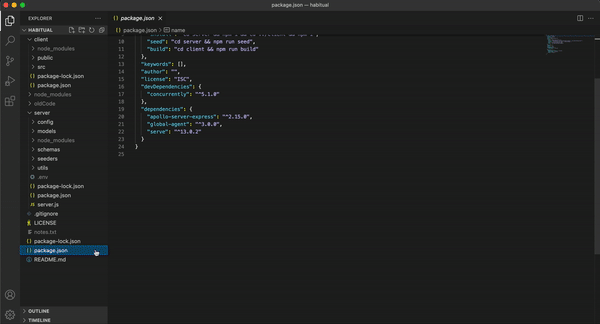 package.json — habitual
EXPLORER
HABITUAL
client
node_modules
public
src
package-lock.json
package.json
node_modules
oldCode
server
config
models
node_modules
schemas
seeders
utils
.env
package-lock.json
package.json
server.js
.gitignore
LICENSE
notes.txt
package-lock.json
package.json
README.md
OUTLINE
TIMELINE
package.json
package.json > name
10 "seed": "cd server && npm run seed",
11 "build": "cd client && npm run build"
12 },
13 "keywords": [],
14 "author": "",
15 "license": "ISC",
16 "devDependencies": {
17 "concurrently": "^5.1.0"
18 },
19 "dependencies": {
20 "apollo-server-express": "^2.15.0",
21 "global-agent": "^3.0.0",
22 "serve": "^13.0.2"
23 }
24 }
25